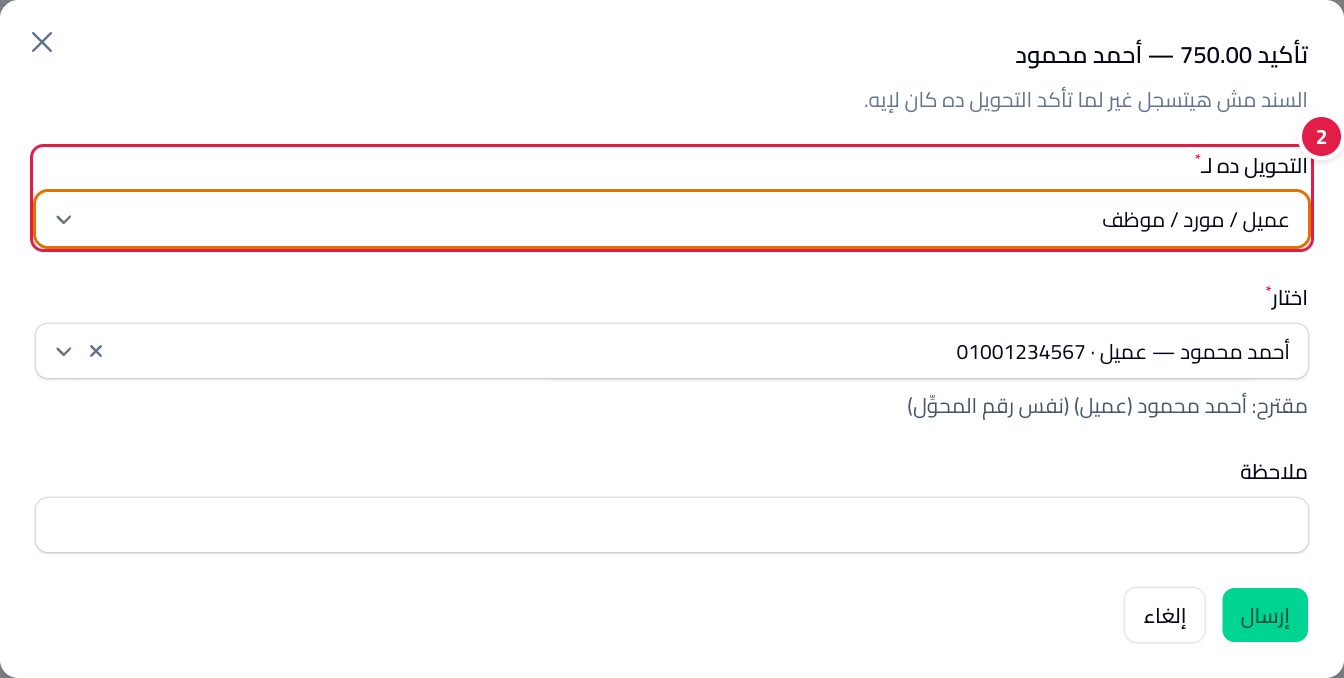 تأكيد 750.00 — أحمد محمود
السند مش هيتسجل غير لما تأكد التحويل ده كان لإيه.
2
التحويل ده لـ*
عميل / مورد / موظف
اختار*
أحمد محمود — عميل · 01001234567
مقترح: أحمد محمود (عميل) (نفس رقم المحوِّل)
ملاحظة
إرسال
إلغاء